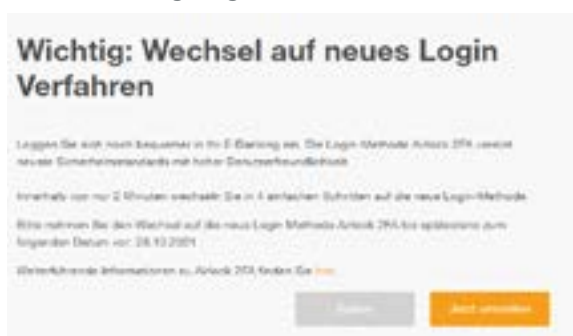 Wichtig: Wechsel auf neues Login
Verfahren
Loggen Sie sich noch bequemer in Ihr E-Banking ein. Die Login-Methode Airlock 2FA vereint
neuste Sicherheitsstandards mit hoher Benutzerfreundlichkeit.
Innerhalb von nur 2 Minuten wechseln Sie in 4 einfachen Schritten auf die neue Login-Methode.
Bitte nehmen Sie den Wechsel auf die neue Login Methode Airlock 2FA bis spätestens zum
folgenden Datum vor:
Weiterführende Informationen zu Airlock 2FA finden Sie hier.
Jetzt umstellen